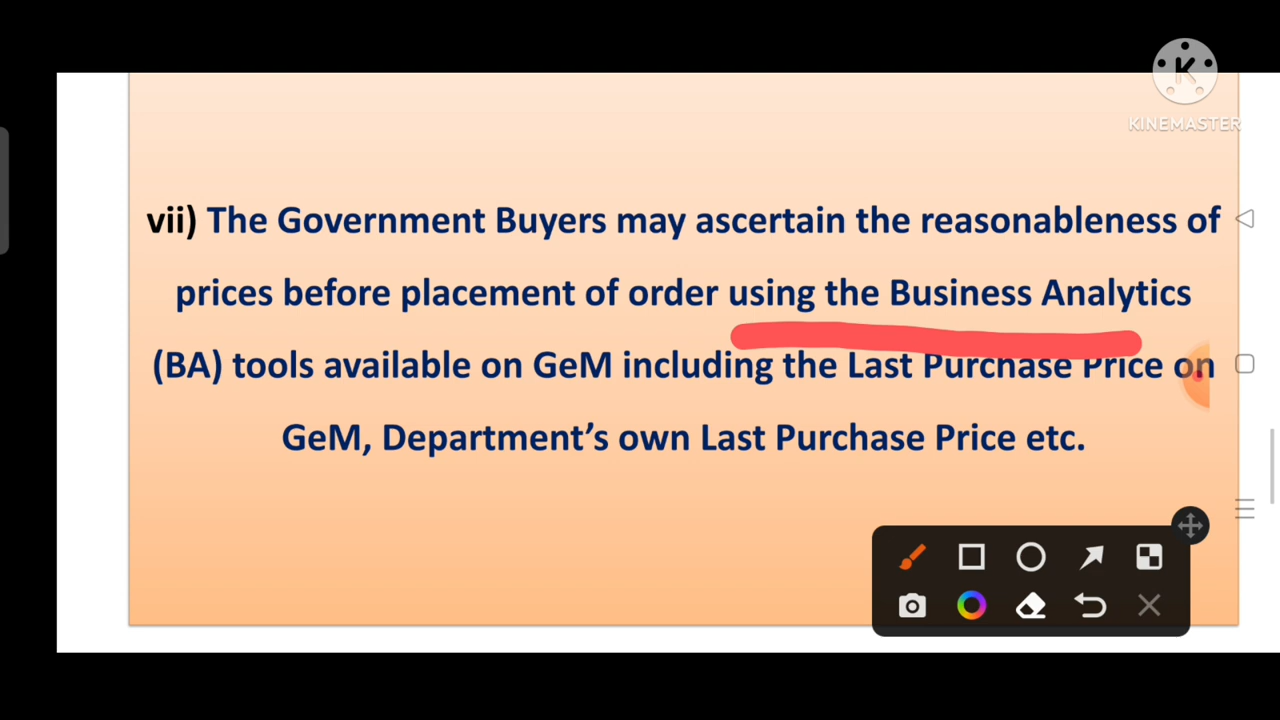 K
KINEMASTER
vii) The Government Buyers may ascertain the reasonableness of
prices before placement of order using the Business Analytics
(BA) tools available on GeM including the Last Purchase Price on
GeM, Department’s own Last Purchase Price etc.